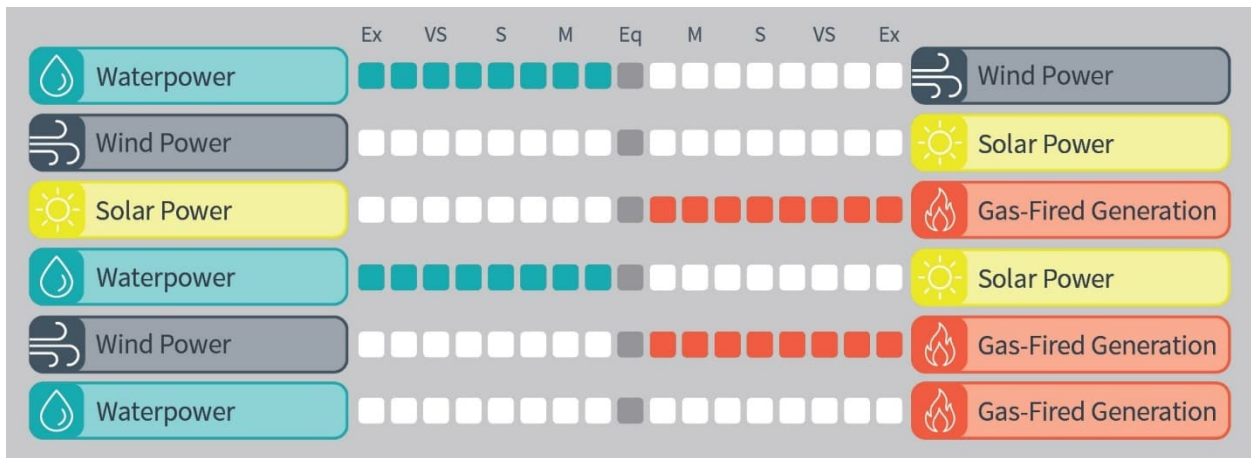 Ex VS S M Eq M S VS Ex
Waterpower Wind Power
Wind Power Solar Power
Solar Power Gas-Fired Generation
Waterpower Solar Power
Wind Power Gas-Fired Generation
Waterpower Gas-Fired Generation